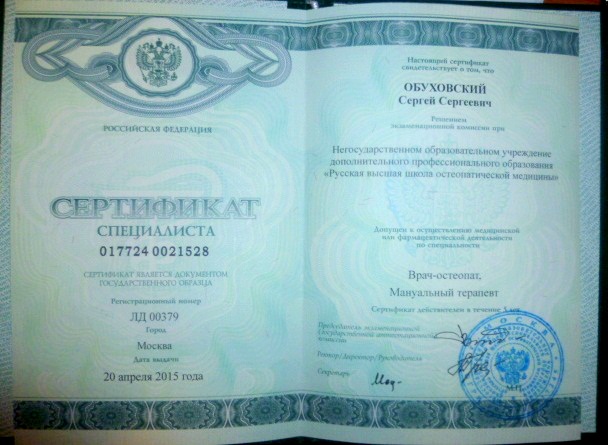 РОССИЙСКАЯ ФЕДЕРАЦИЯ
СЕРТИФИКАТ
СПЕЦИАЛИСТА
017724 0021528
СЕРТИФИКАТ ЯВЛЯЕТСЯ ДОКУМЕНТОМ
ГОСУДАРСТВЕННОГО ОБРАЗЦА
Регистрационный номер
ЛД 00379
Город
Москва
Дата выдачи
20 апреля 2015 года
Настоящий сертификат
свидетельствует о том, что
ОБУХОВСКИЙ
Сергей Сергеевич
Решением
экзаменационной комиссии при
Негосударственном образовательном учреждение
дополнительного профессионального образования
«Русская высшая школа остеопатической медицины»
Допущен к осуществлению медицинской
или фармацевтической деятельности
по специальности
Врач-остеопат,
Мануальный терапевт
Сертификат действителен в течение 5 лет
Председатель экзаменационной
Государственной аттестационной
комиссии
Ректор/Директор/Руководитель
Секретарь
МОСКВА